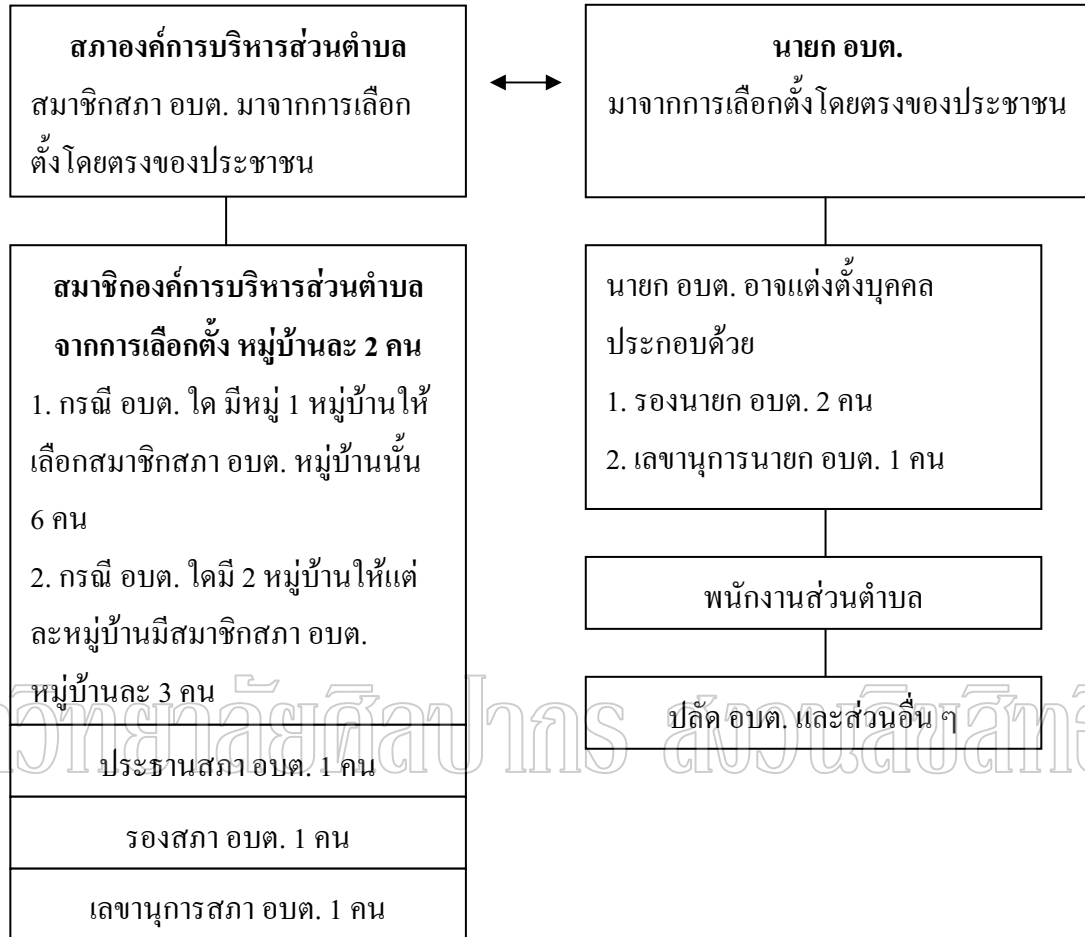 สภาองค์การบริหารส่วนตำบล
สมาชิกสภา อบต. มาจากการเลือก
ตั้งโดยตรงของประชาชน
นายก อบต.
มาจากการเลือกตั้งโดยตรงของประชาชน
สมาชิกองค์การบริหารส่วนตำบล
จากการเลือกตั้ง หมู่บ้านละ 2 คน
1. กรณี อบต. ใด มีหมู่ 1 หมู่บ้านให้
เลือกสมาชิกสภา อบต. หมู่บ้านนั้น
6 คน
2. กรณี อบต. ใดมี 2 หมู่บ้านให้แต่
ละหมู่บ้านมีสมาชิกสภา อบต.
หมู่บ้านละ 3 คน
ประธานสภา อบต. 1 คน
รองสภา อบต. 1 คน
เลขานุการสภา อบต. 1 คน
นายก อบต. อาจแต่งตั้งบุคคล
ประกอบด้วย
1. รองนายก อบต. 2 คน
2. เลขานุการนายก อบต. 1 คน
พนักงานส่วนตำบล
ปลัด อบต. และส่วนอื่น ๆ